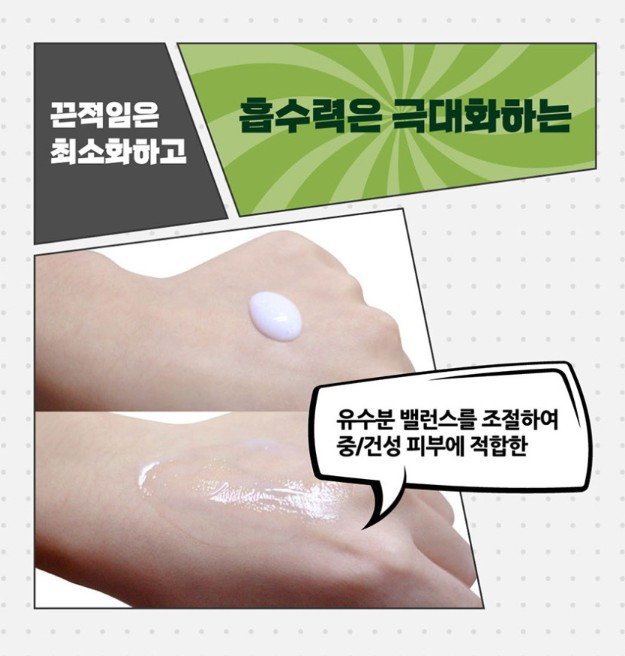 끈적임은
최소화하고
흡수력은 극대화하는
유수분 밸런스를 조절하여
중/건성 피부에 적합한